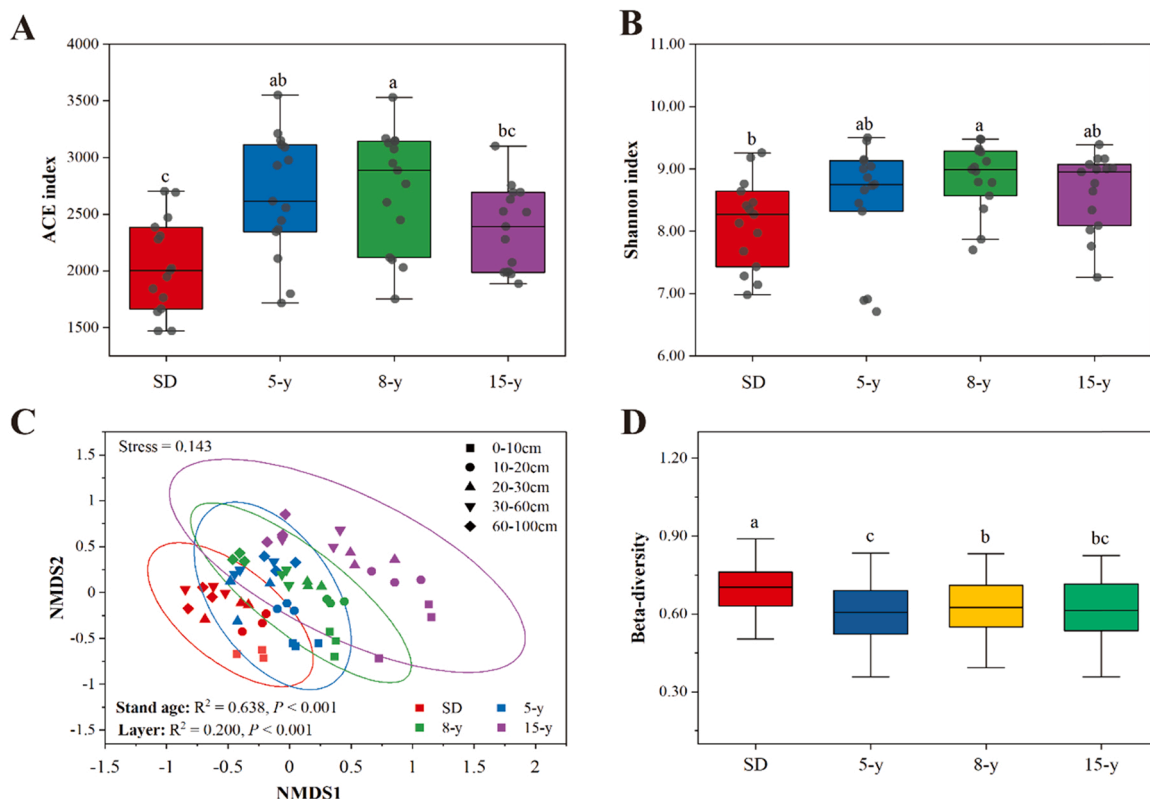 A
ACE index
4000
3500
3000
2500
2000
1500
c
ab
a
bc
SD
5-y
8-y
15-y
B
Shannon index
11.00
10.00
9.00
8.00
7.00
6.00
b
ab
a
ab
SD
5-y
8-y
15-y
C
Stress = 0.143
0-10cm
10-20cm
20-30cm
30-60cm
60-100cm
NMDS2
1.5
1
0.5
0
-0.5
-1
-1.5
Stand age: R² = 0.638, P < 0.001
Layer: R² = 0.200, P < 0.001
SD
5-y
8-y
15-y
-1.5
-1
-0.5
0
0.5
1
1.5
2
NMDS1
D
Beta-diversity
1.20
0.90
0.60
0.30
a
c
b
bc
SD
5-y
8-y
15-y